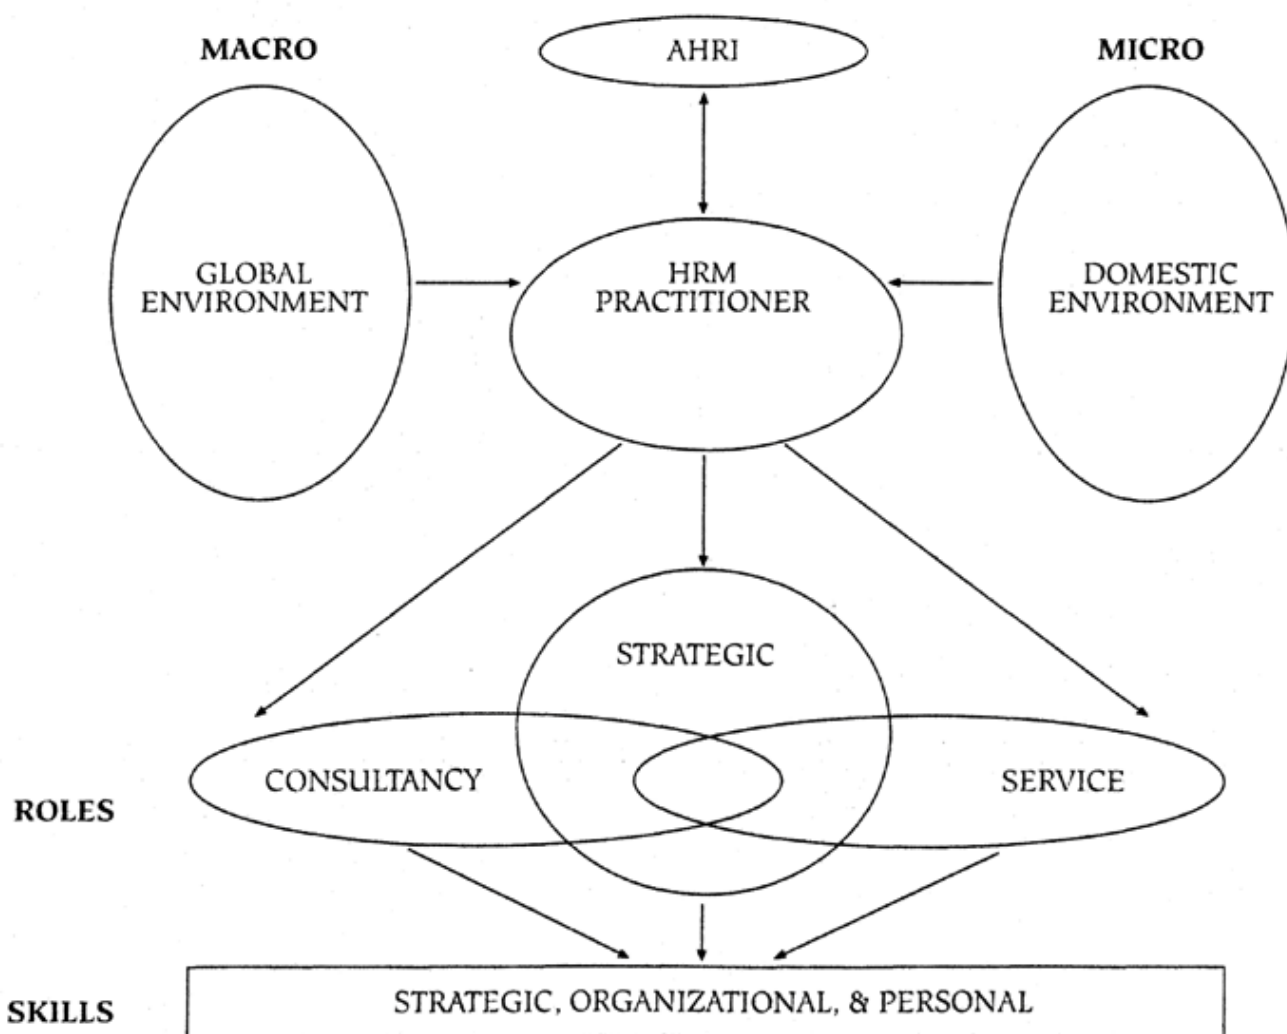 MACRO
AHRI
MICRO
GLOBAL
ENVIRONMENT
HRM
PRACTITIONER
DOMESTIC
ENVIRONMENT
STRATEGIC
CONSULTANCY
SERVICE
ROLES
STRATEGIC, ORGANIZATIONAL, & PERSONAL
SKILLS